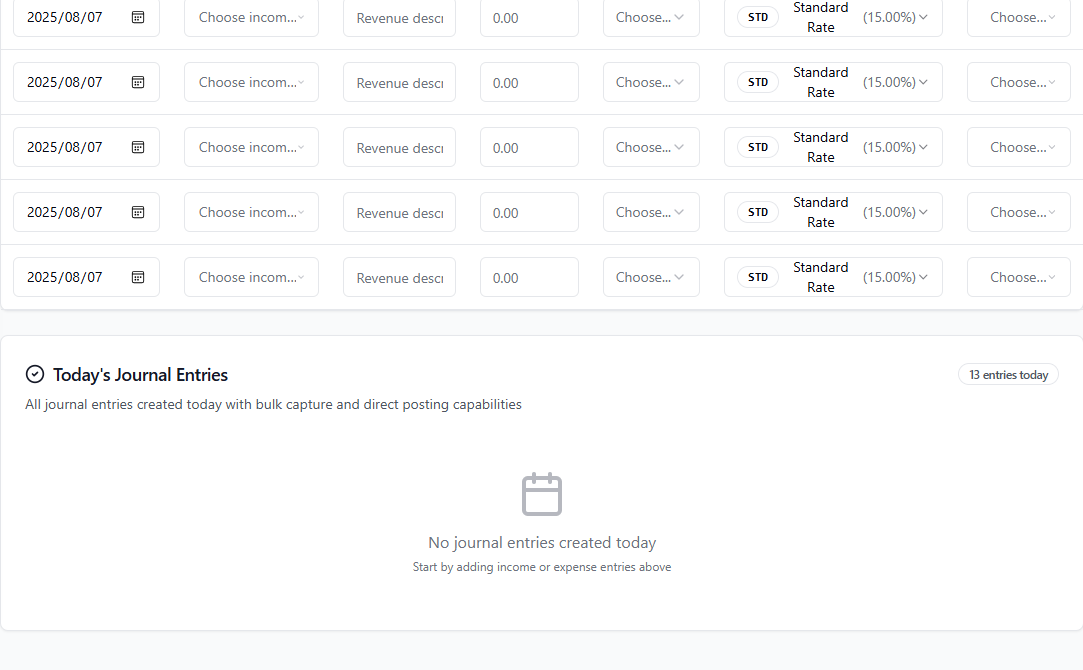 2025/08/07 Choose incom... Revenue descr 0.00 Choose... STD Standard Rate (15.00%) Choose...
2025/08/07 Choose incom... Revenue descr 0.00 Choose... STD Standard Rate (15.00%) Choose...
2025/08/07 Choose incom... Revenue descr 0.00 Choose... STD Standard Rate (15.00%) Choose...
2025/08/07 Choose incom... Revenue descr 0.00 Choose... STD Standard Rate (15.00%) Choose...
2025/08/07 Choose incom... Revenue descr 0.00 Choose... STD Standard Rate (15.00%) Choose...
Today's Journal Entries 13 entries today
All journal entries created today with bulk capture and direct posting capabilities
No journal entries created today
Start by adding income or expense entries above